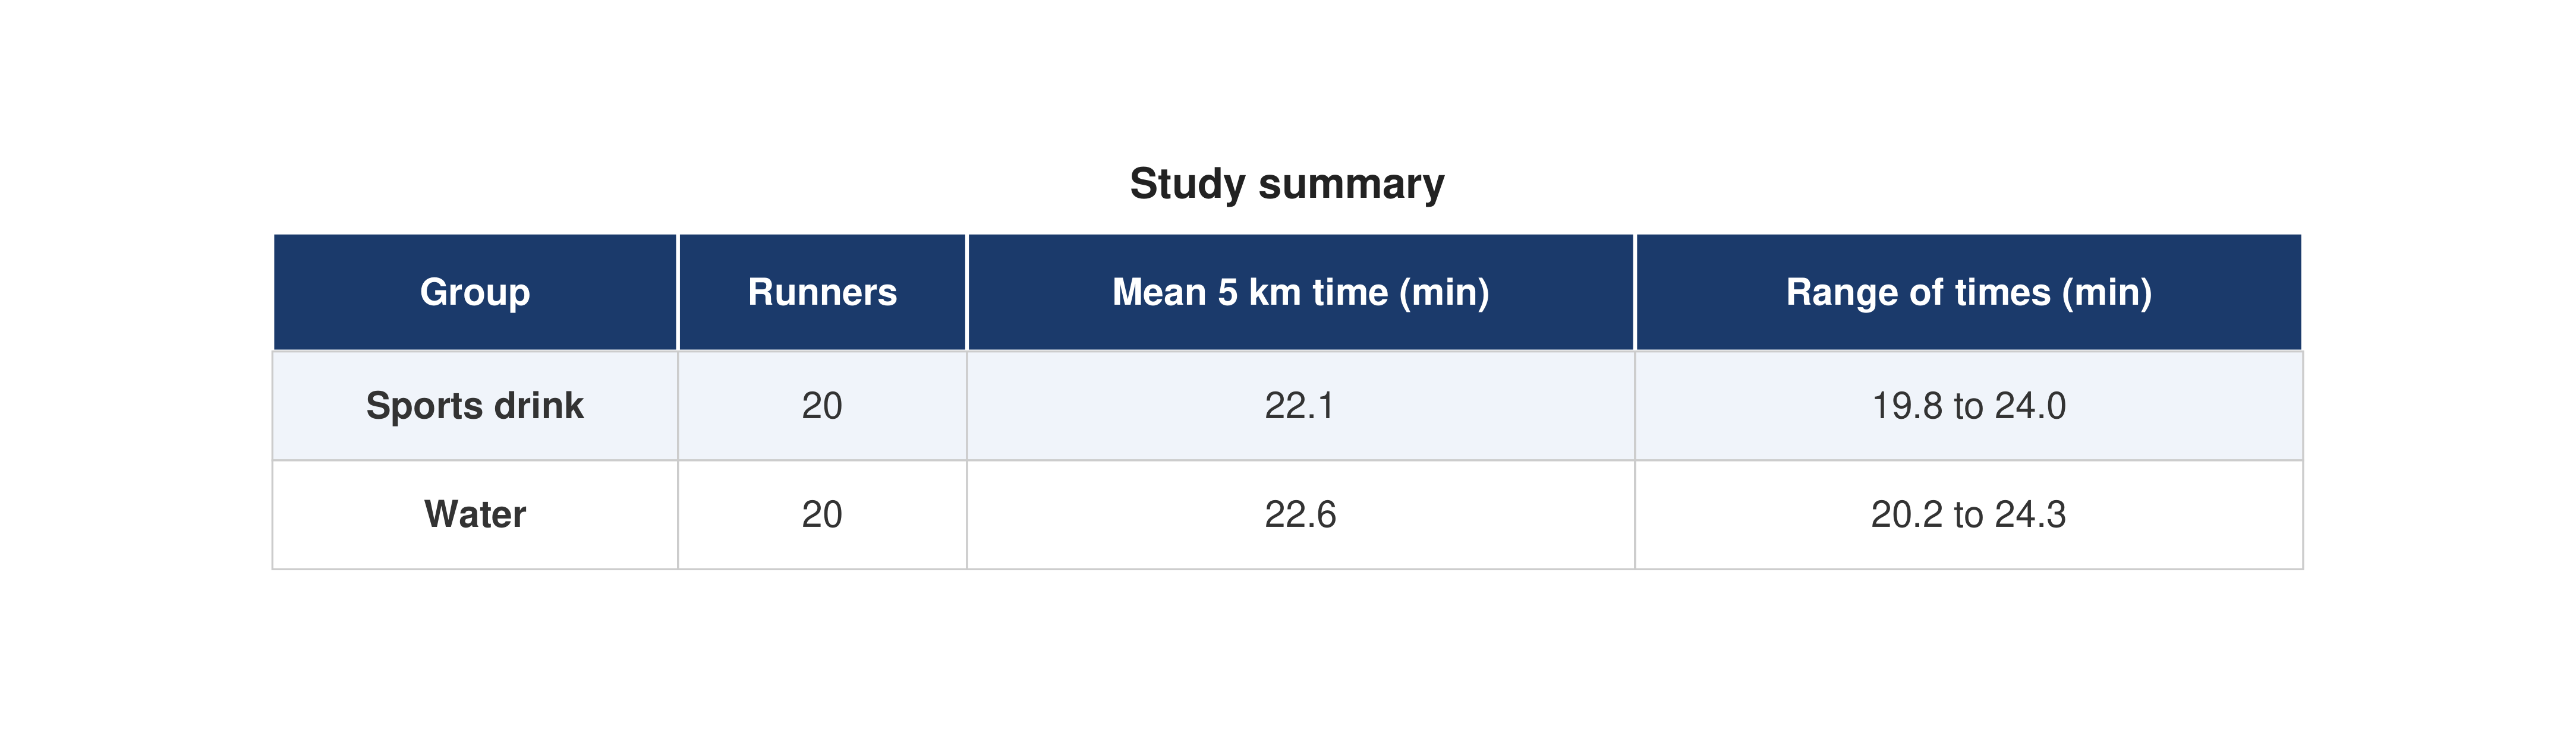 Study summary
Group Runners Mean 5 km time (min) Range of times (min)
Sports drink 20 22.1 19.8 to 24.0
Water 20 22.6 20.2 to 24.3